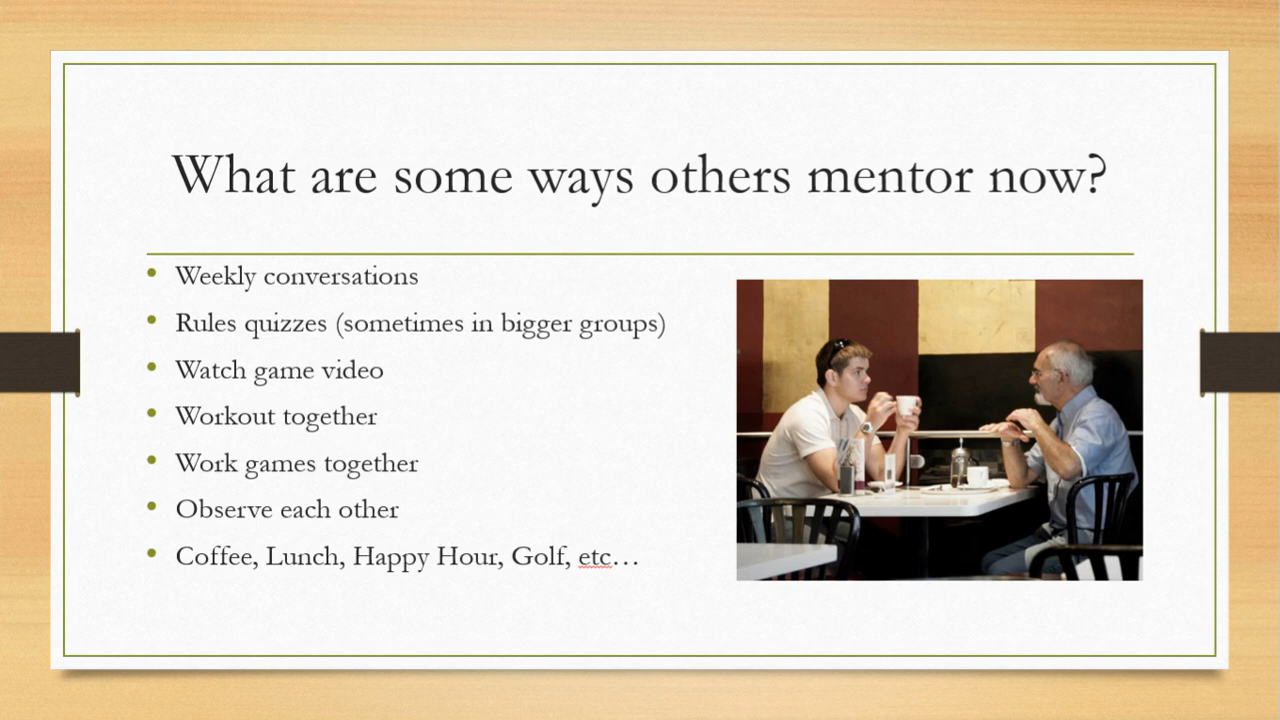 What are some ways others mentor now?
• Weekly conversations
• Rules quizzes (sometimes in bigger groups)
• Watch game video
• Workout together
• Work games together
• Observe each other
• Coffee, Lunch, Happy Hour, Golf, etc…